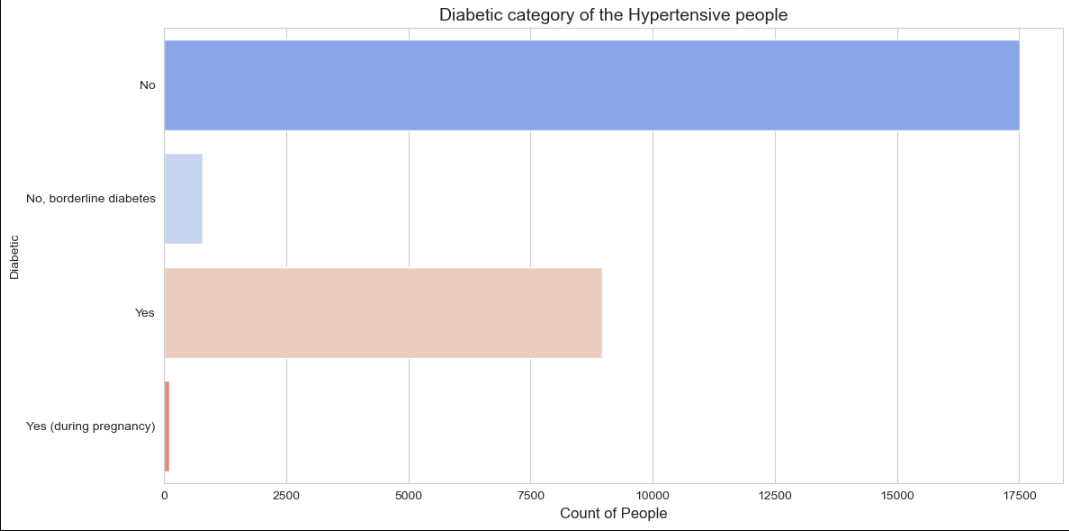 Diabetic category of the Hypertensive people
No
No, borderline diabetes
Diabetic
Yes
Yes (during pregnancy)
0 2500 5000 7500 10000 12500 15000 17500
Count of People